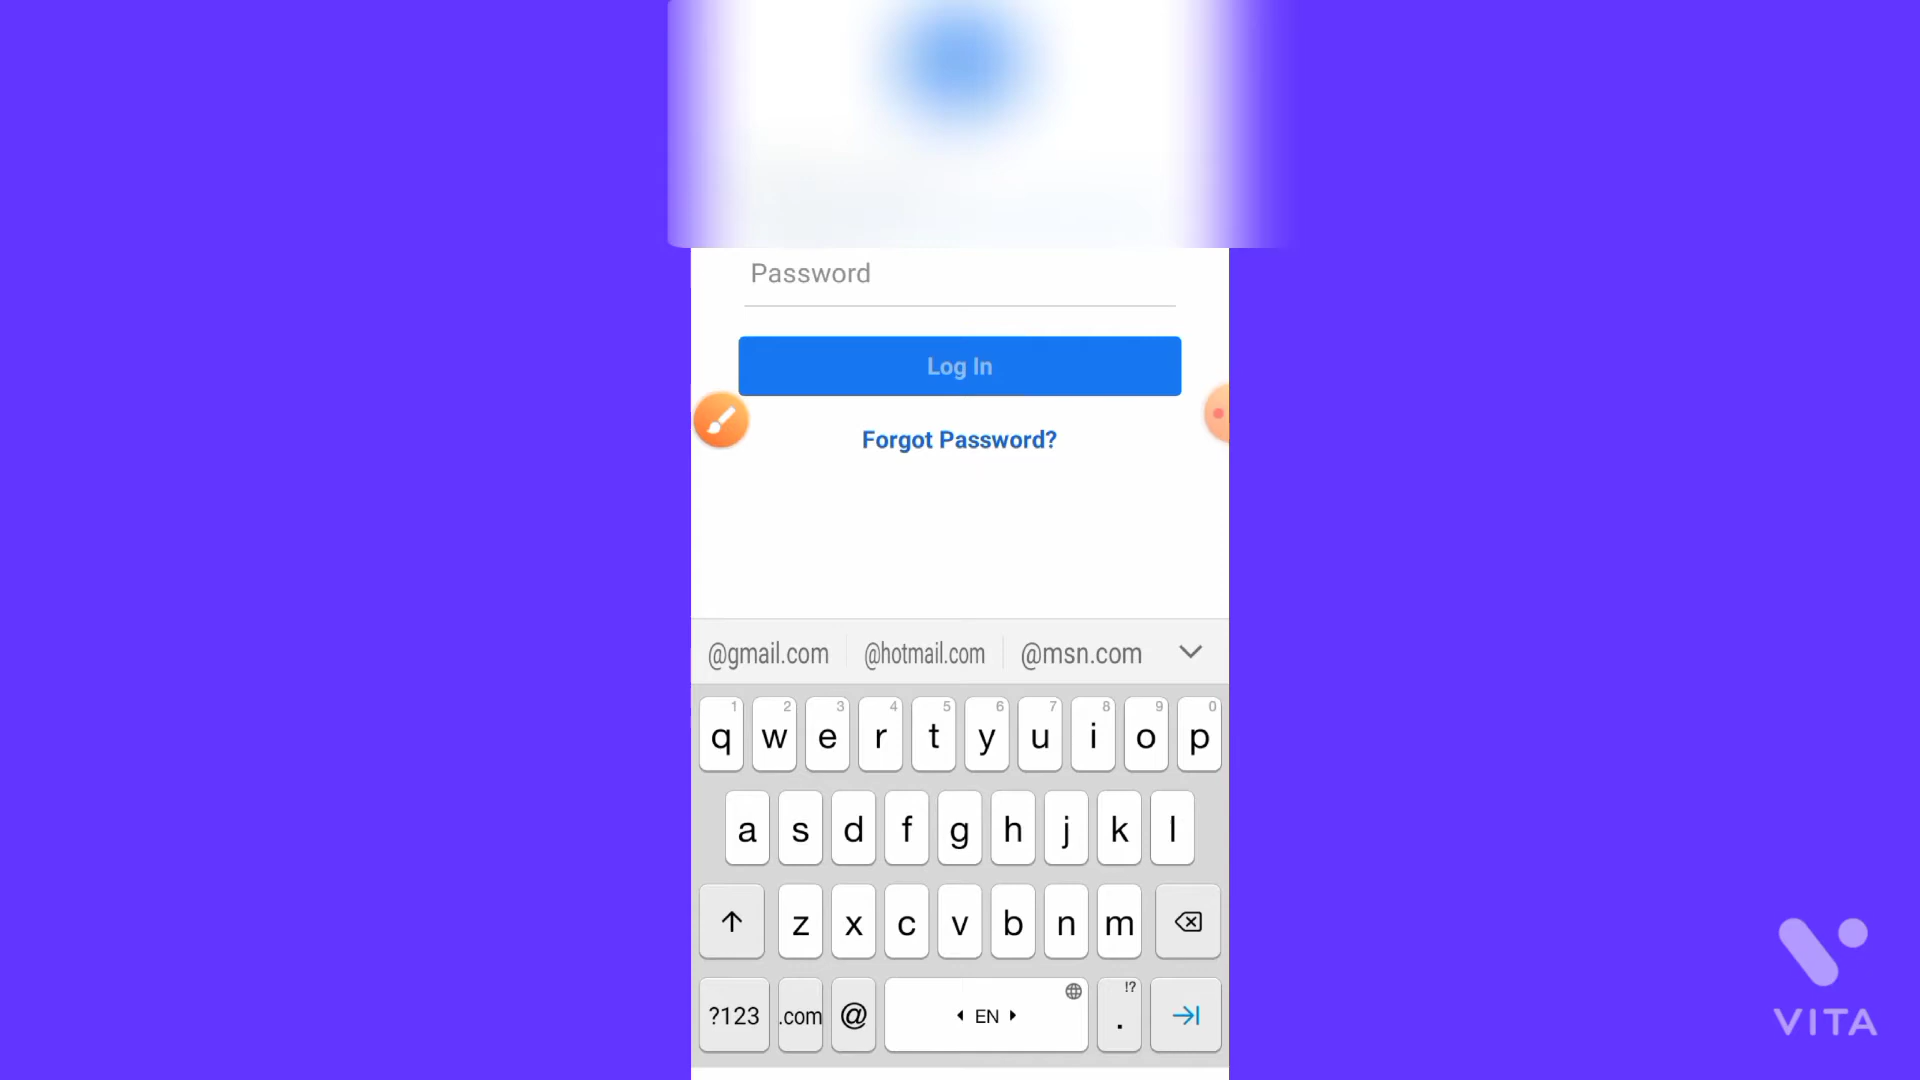 Password
Log In
Forgot Password?
@gmail.com @hotmail.com @msn.com
1 2 3 4 5 6 7 8 9 0
q w e r t y u i o p
a s d f g h j k l
z x c v b n m
!?
?123 .com @ EN .
VITA